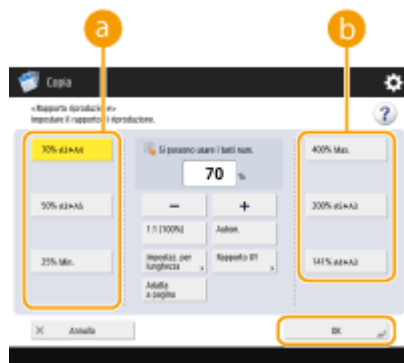 a
b
Copia
<Rapporto riproduzione>
Impostare il rapporto di riproduzione.
?
70% A3►A4
Si possono usare i tasti num.
400% Max.
70 %
50% A3►A5
－
＋
200% A5►A3
1:1 (100%)
Autom.
25% Min.
Impostaz. per lunghezza
Rapporto XY
141% A4►A3
Adatta a pagina
Annulla
OK